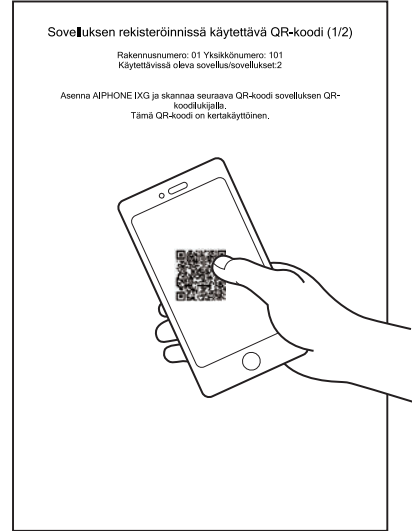 Sovelluksen rekisteröinnissä käytettävä QR-koodi (1/2)
Rakennusnumero: 01 Yksikkönumero: 101
Käytettävissä oleva sovellus/sovellukset:2
Asenna AIPHONE IXG ja skannaa seuraava QR-koodi sovelluksen QR-
koodilukijalla.
Tämä QR-koodi on kertakäyttöinen.